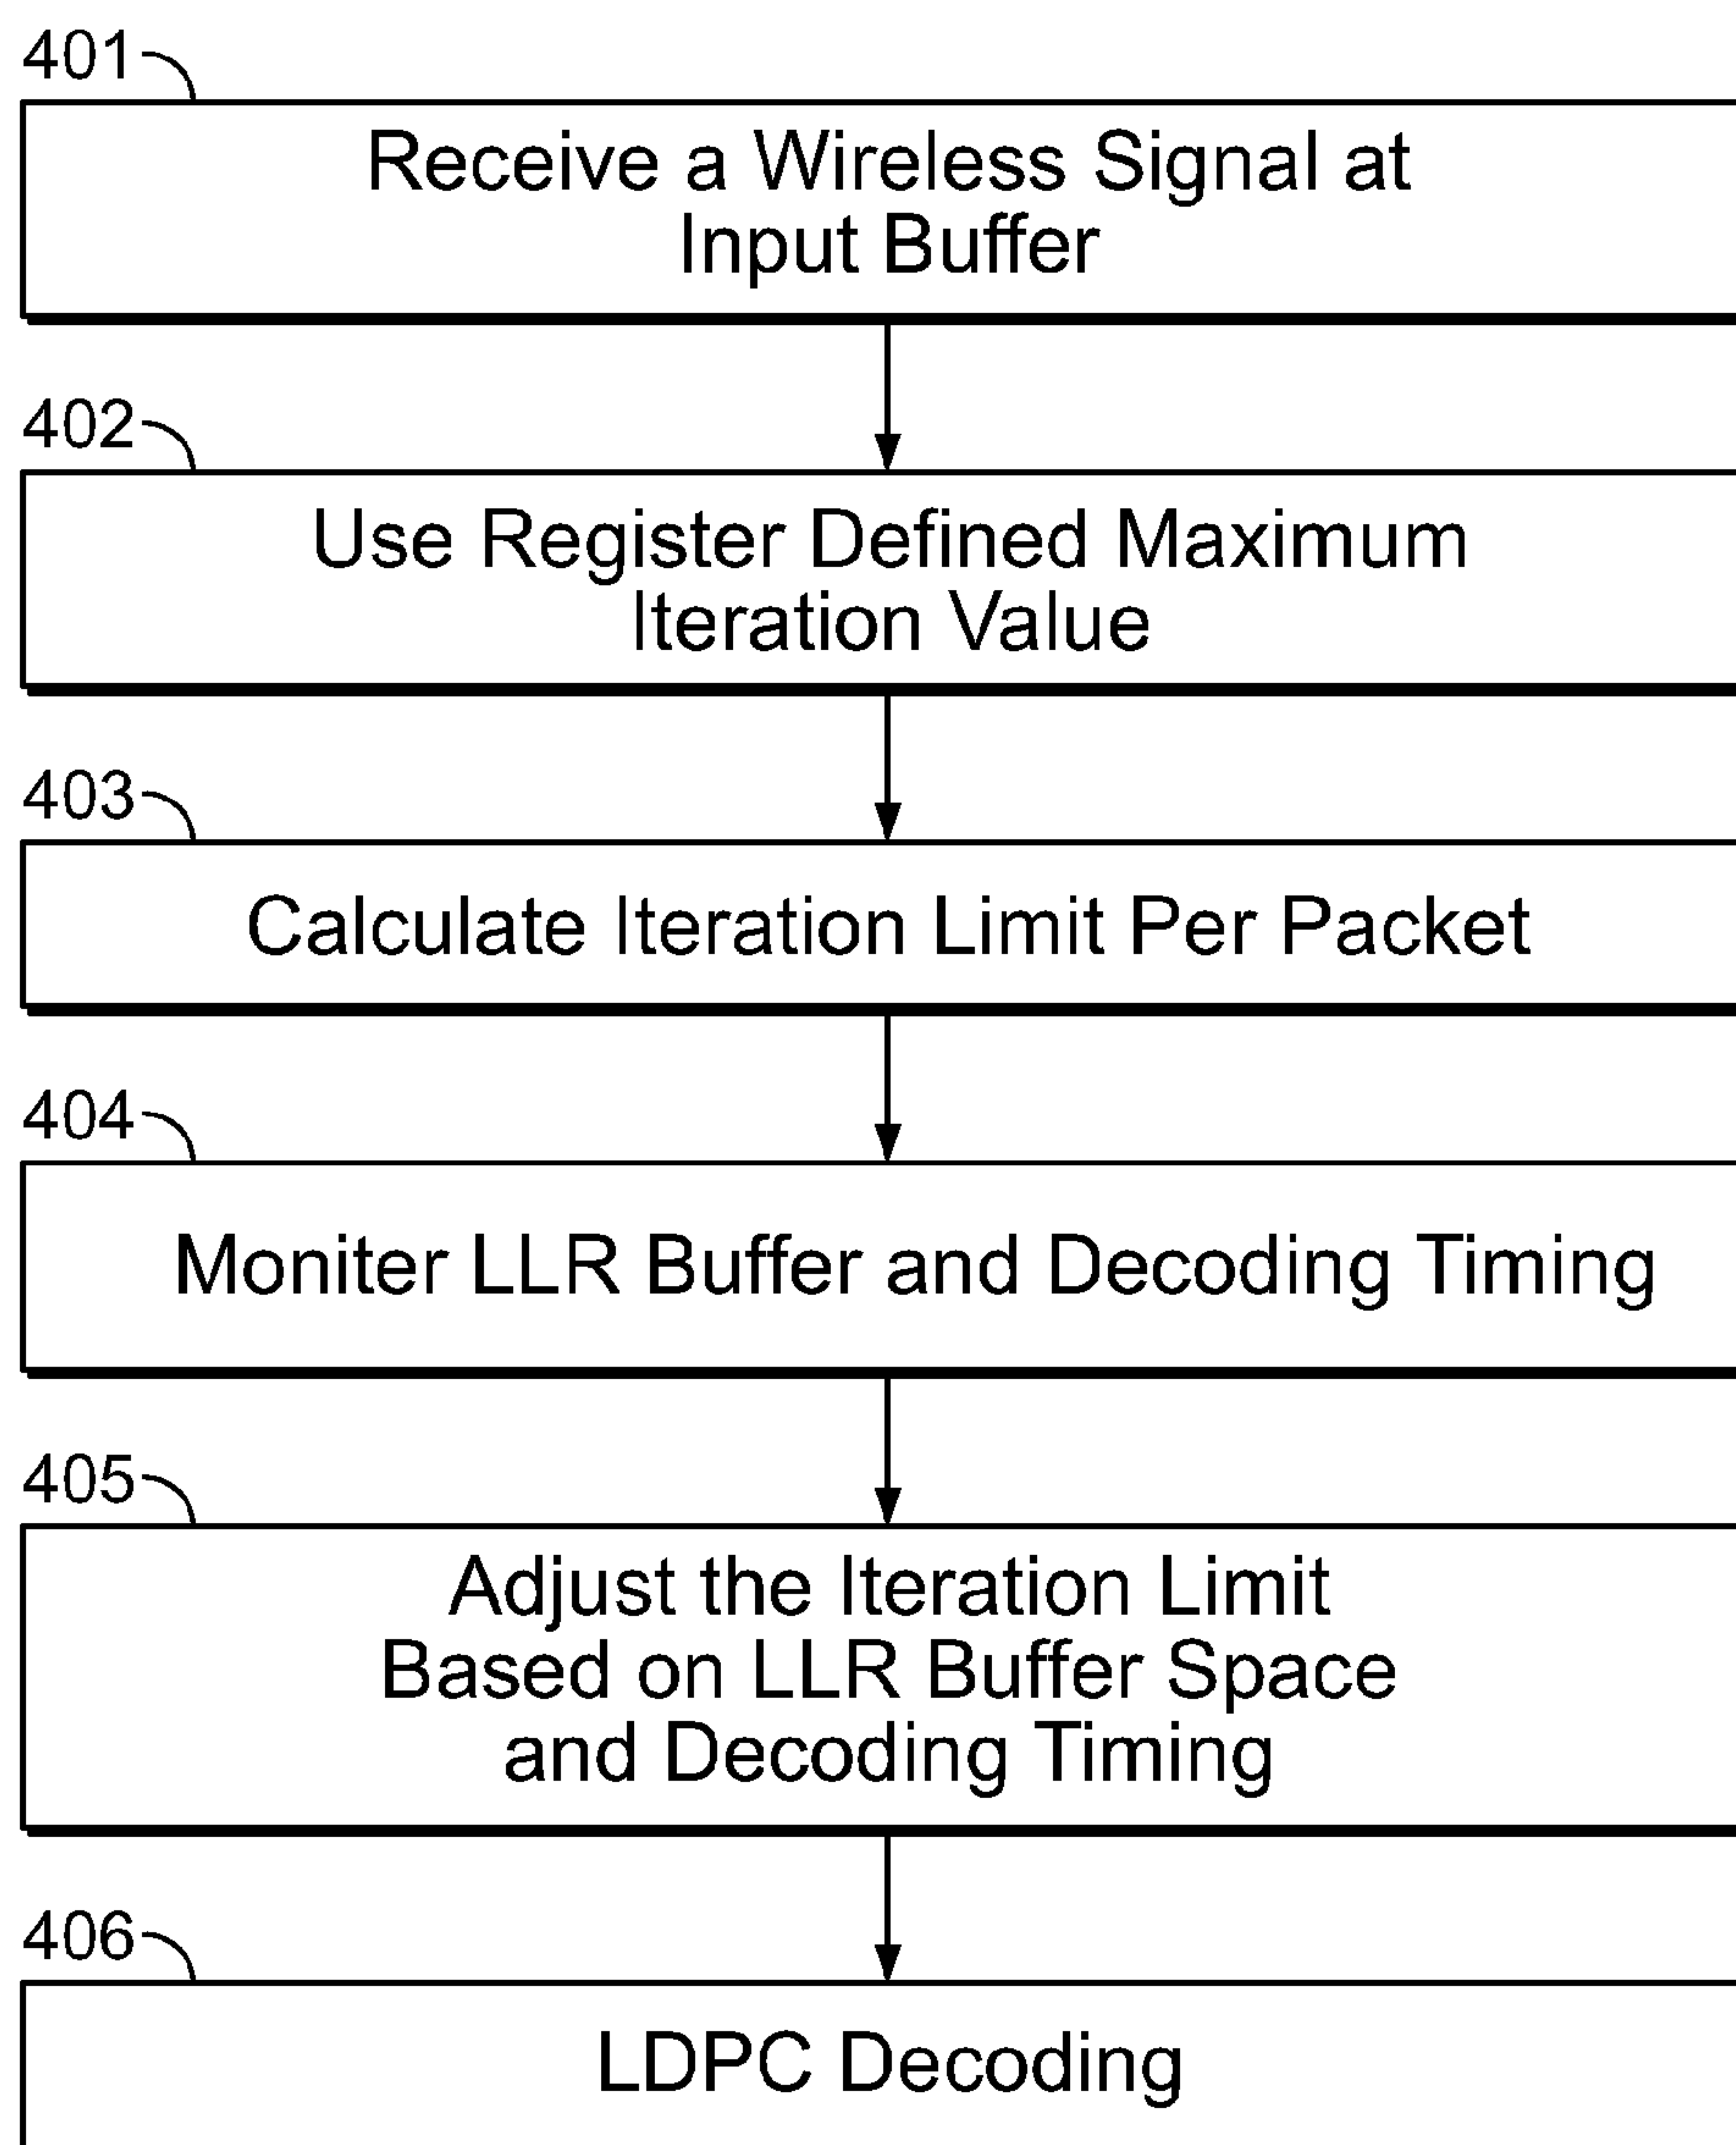 401
Receive a Wireless Signal at
Input Buffer
402
Use Register Defined Maximum
Iteration Value
403
Calculate Iteration Limit Per Packet
404
Moniter LLR Buffer and Decoding Timing
405
Adjust the Iteration Limit
Based on LLR Buffer Space
and Decoding Timing
406
LDPC Decoding